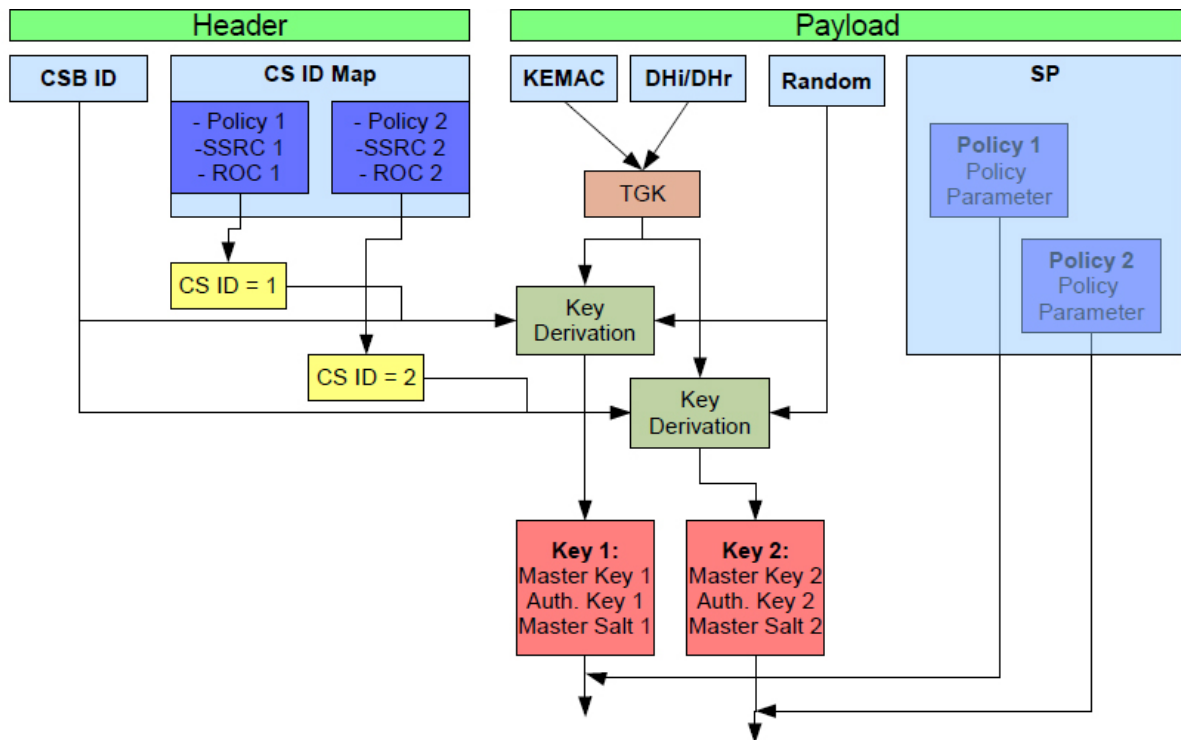 Header
Payload
CSB ID
CS ID Map
KEMAC
DHi/DHr
Random
SP
- Policy 1
-SSRC 1
- ROC 1
- Policy 2
-SSRC 2
- ROC 2
Policy 1
Policy
Parameter
TGK
Policy 2
Policy
Parameter
CS ID = 1
Key
Derivation
CS ID = 2
Key
Derivation
Key 1:
Master Key 1
Auth. Key 1
Master Salt 1
Key 2:
Master Key 2
Auth. Key 2
Master Salt 2